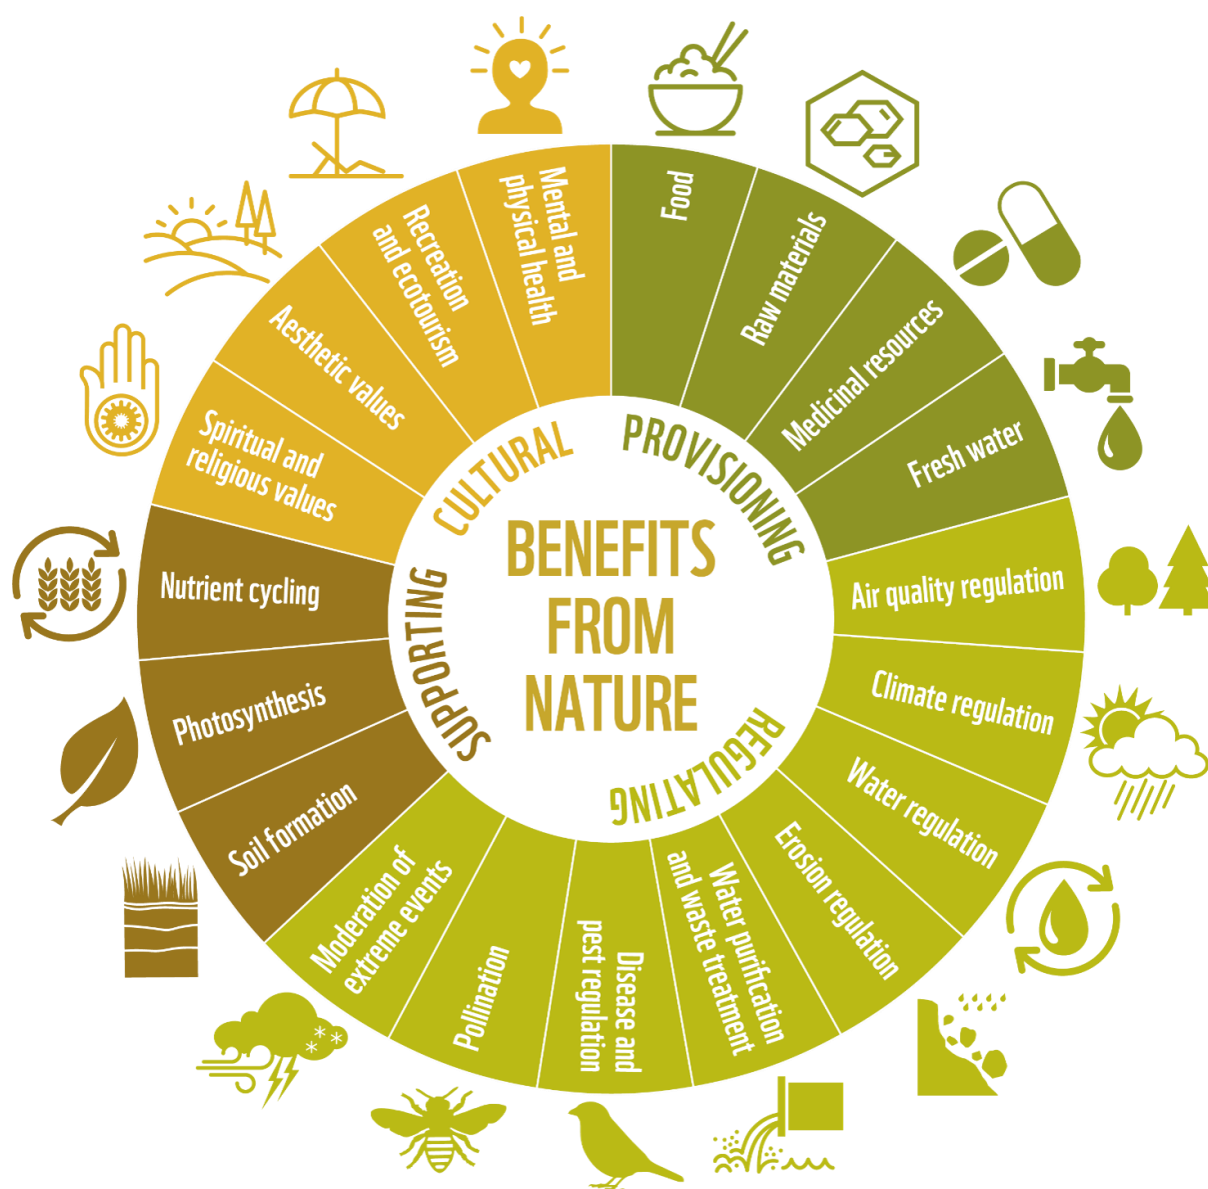 BENEFITS
FROM
NATURE
PROVISIONING
Food
Raw materials
Medicinal resources
Fresh water
REGULATING
Air quality regulation
Climate regulation
Water regulation
Erosion regulation
Water purification
and waste treatment
Disease and
pest regulation
Pollination
Moderation of
extreme events
SUPPORTING
Soil formation
Photosynthesis
Nutrient cycling
CULTURAL
Spiritual and
religious values
Aesthetic values
Recreation
and ecotourism
Mental and
physical health